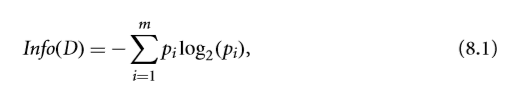 Info(D) = −∑_{i=1}^{m} p_i log_2(p_i), (8.1)